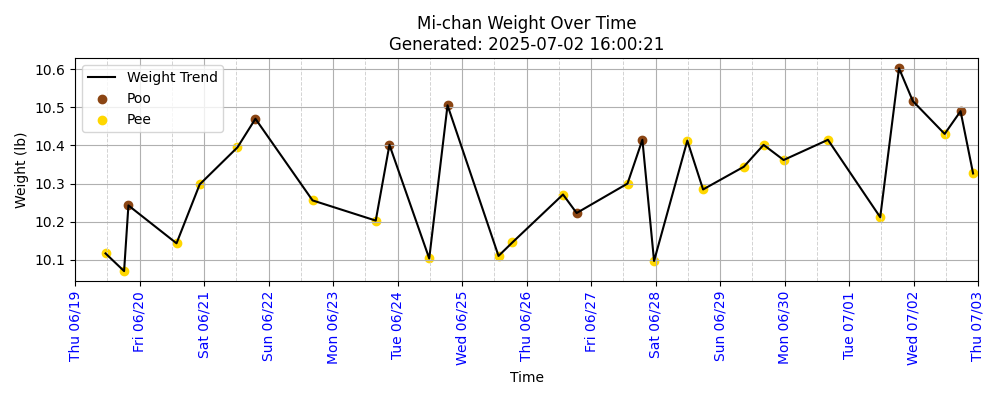 Mi-chan Weight Over Time
Generated: 2025-07-02 16:00:21
Weight Trend
Poo
Pee
Weight (lb)
10.6
10.5
10.4
10.3
10.2
10.1
Thu 06/19
Fri 06/20
Sat 06/21
Sun 06/22
Mon 06/23
Tue 06/24
Wed 06/25
Thu 06/26
Fri 06/27
Sat 06/28
Sun 06/29
Mon 06/30
Tue 07/01
Wed 07/02
Thu 07/03
Time